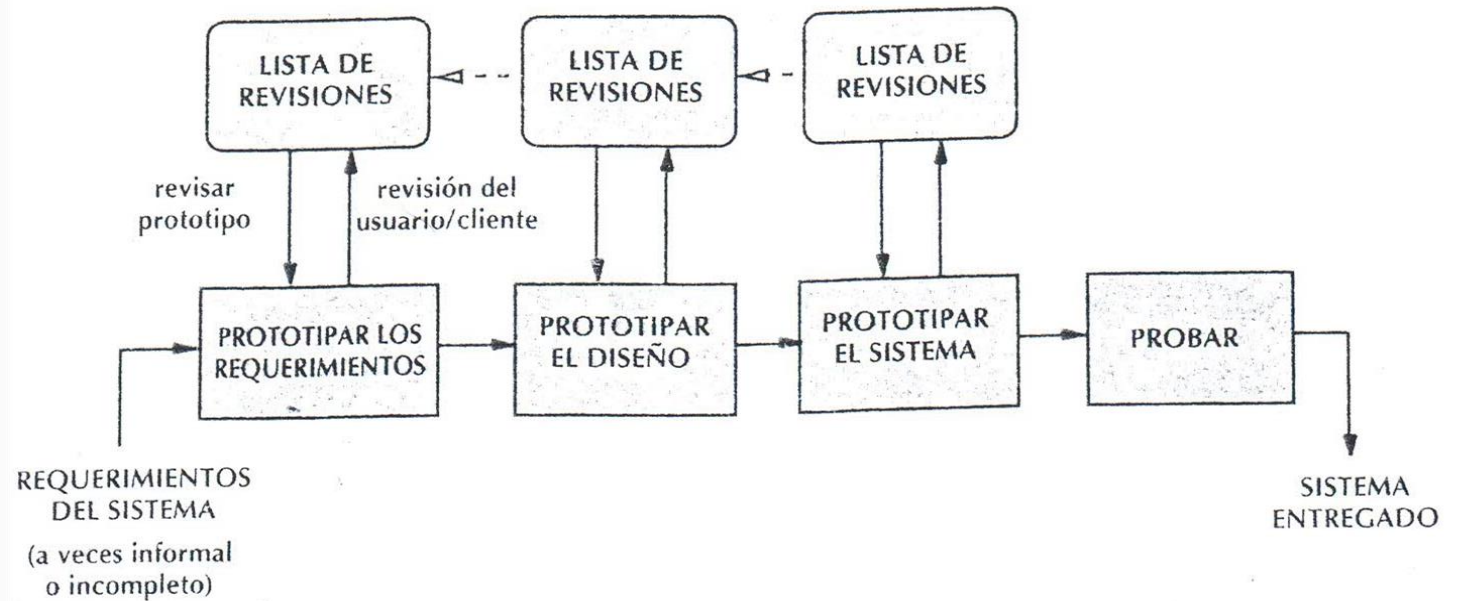 LISTA DE
REVISIONES
LISTA DE
REVISIONES
LISTA DE
REVISIONES
revisar
prototipo
revisión del
usuario/cliente
PROTOTIPAR LOS
REQUERIMIENTOS
PROTOTIPAR
EL DISEÑO
PROTOTIPAR
EL SISTEMA
PROBAR
REQUERIMIENTOS
DEL SISTEMA
(a veces informal
o incompleto)
SISTEMA
ENTREGADO